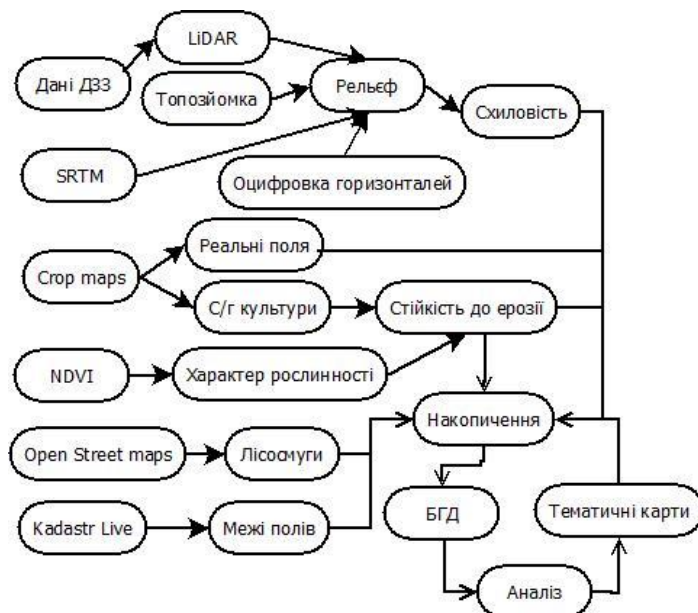 LiDAR
Дані ДЗЗ
Топозйомка
Рельєф
Схиловість
SRTM
Оцифровка горизонталей
Реальні поля
Crop maps
С/г культури
Стійкість до ерозії
NDVI
Характер рослинності
Накопичення
Open Street maps
Лісосмуги
Kadastr Live
Межі полів
БГД
Тематичні карти
Аналіз